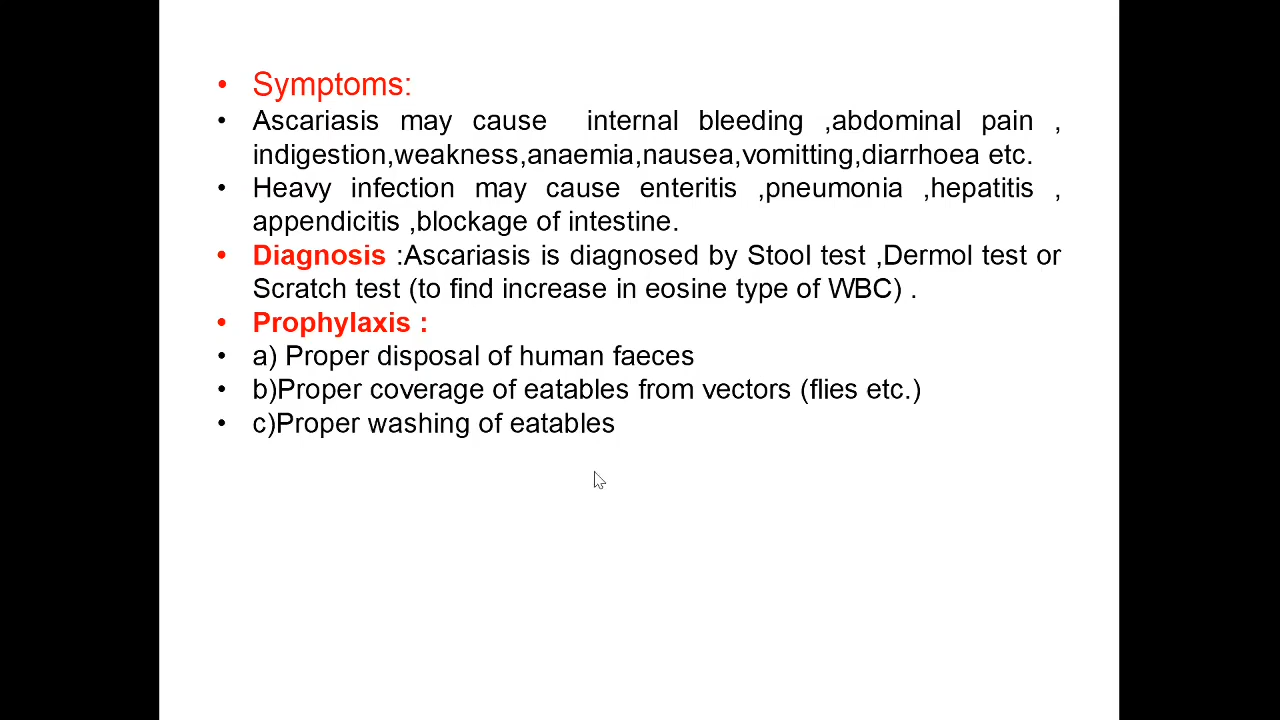 • Symptoms:
• Ascariasis may cause internal bleeding ,abdominal pain ,
indigestion,weakness,anaemia,nausea,vomitting,diarrhoea etc.
• Heavy infection may cause enteritis ,pneumonia ,hepatitis ,
appendicitis ,blockage of intestine.
• Diagnosis :Ascariasis is diagnosed by Stool test ,Dermol test or
Scratch test (to find increase in eosine type of WBC) .
• Prophylaxis :
• a) Proper disposal of human faeces
• b)Proper coverage of eatables from vectors (flies etc.)
• c)Proper washing of eatables